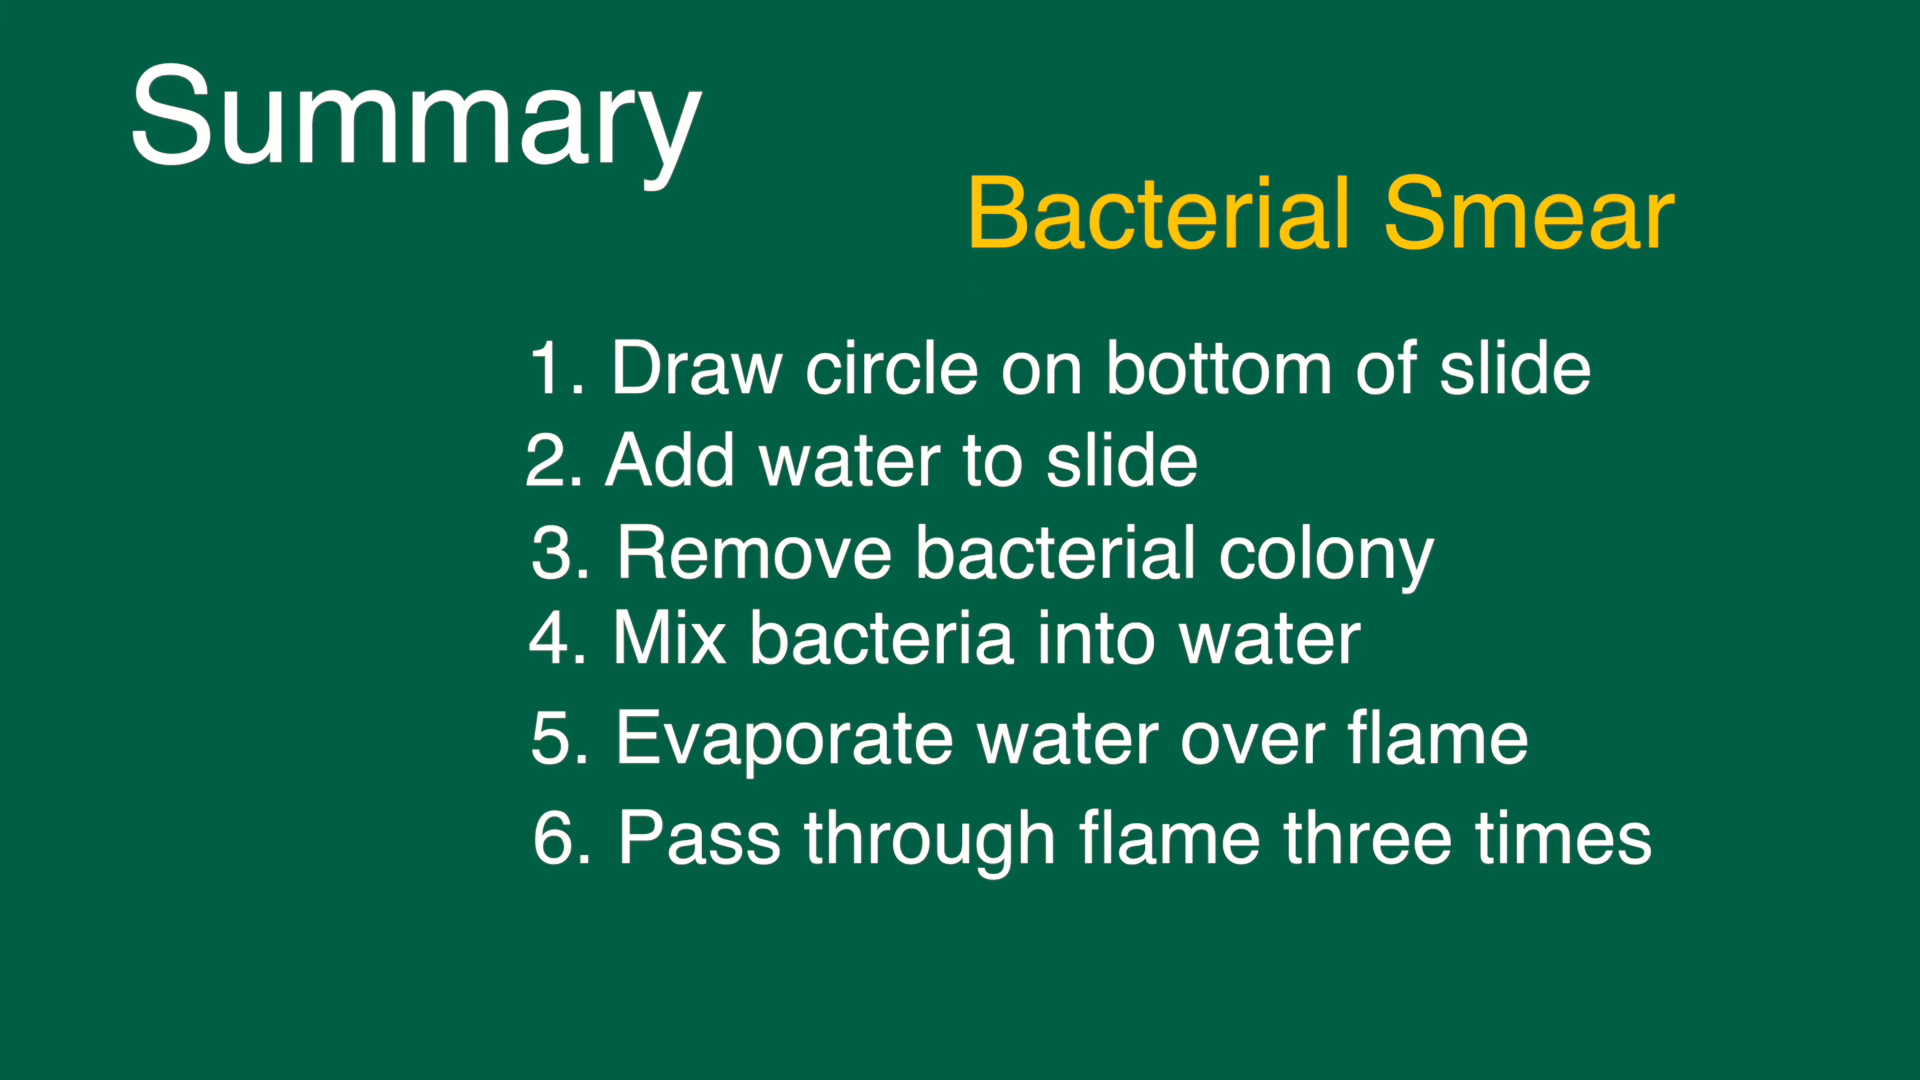 Summary
Bacterial Smear
1. Draw circle on bottom of slide
2. Add water to slide
3. Remove bacterial colony
4. Mix bacteria into water
5. Evaporate water over flame
6. Pass through flame three times